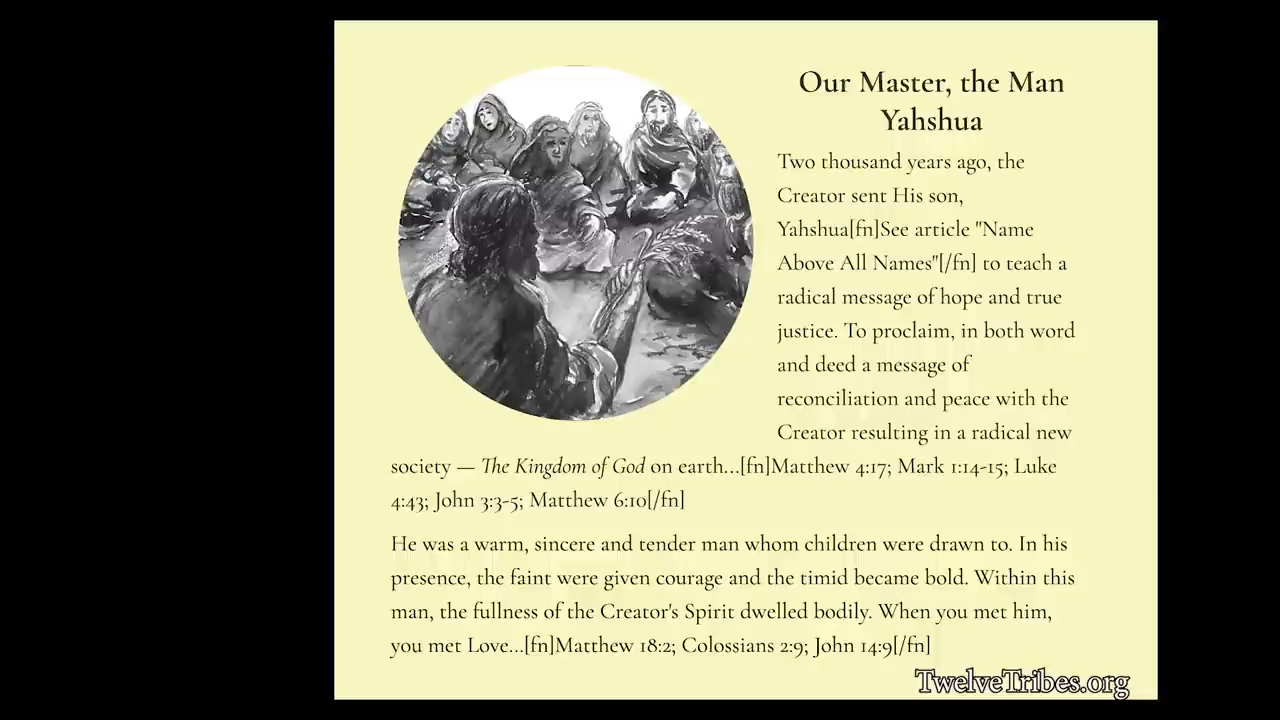 Our Master, the Man
Yahshua
Two thousand years ago, the
Creator sent His son,
Yahshua[fn]See article "Name
Above All Names"[/fn] to teach a
radical message of hope and true
justice. To proclaim, in both word
and deed a message of
reconciliation and peace with the
Creator resulting in a radical new
society — The Kingdom of God on earth...[fn]Matthew 4:17; Mark 1:14-15; Luke
4:43; John 3:3-5; Matthew 6:10[/fn]
He was a warm, sincere and tender man whom children were drawn to. In his
presence, the faint were given courage and the timid became bold. Within this
man, the fullness of the Creator's Spirit dwelled bodily. When you met him,
you met Love...[fn]Matthew 18:2; Colossians 2:9; John 14:9[/fn]
TwelveTribes.org